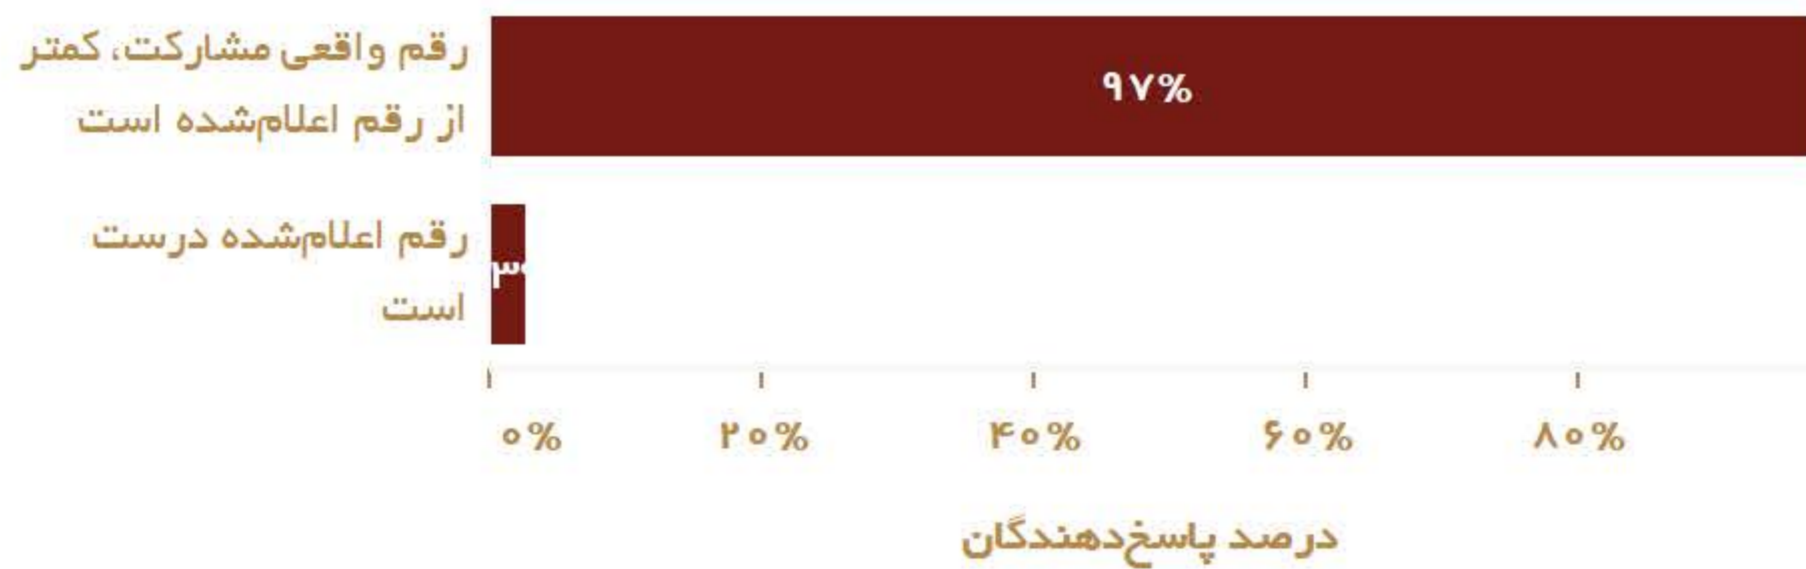 رقم واقعی مشارکت، کمتر
از رقم اعلام‌شده است
۹۷%
رقم اعلام‌شده درست
است
۳%
۰% ۲۰% ۴۰% ۶۰% ۸۰%
درصد پاسخ‌دهندگان